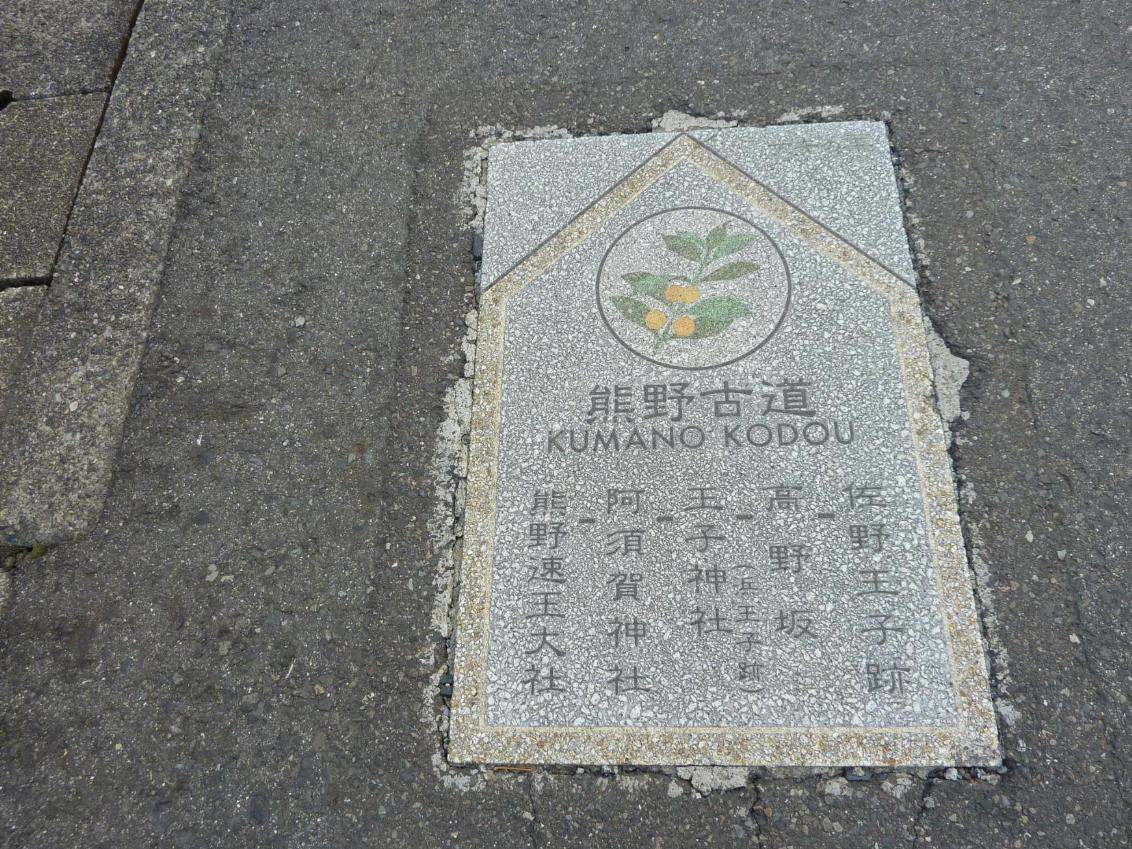 熊野古道
KUMANO KODOU
佐野王子跡-
高野坂-
王子神社
(浜王子跡)-
阿須賀神社-
熊野速玉大社